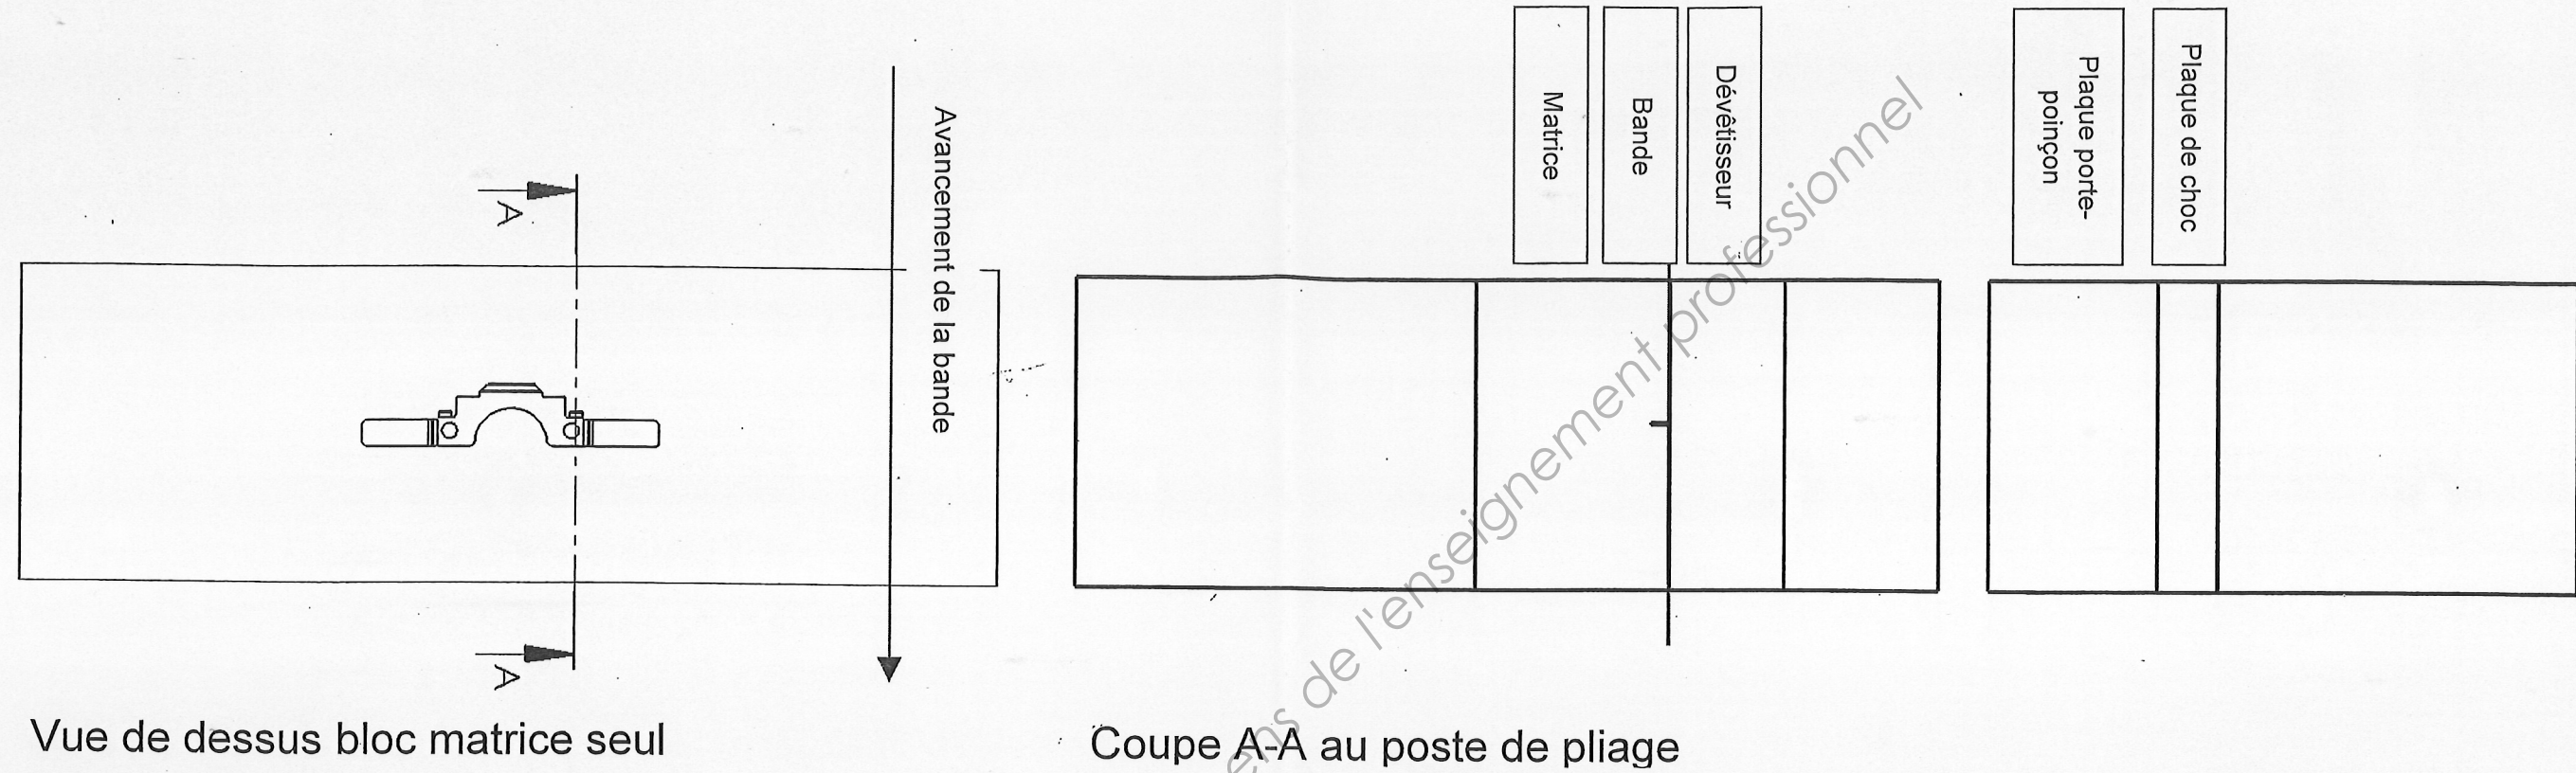 Matrice
Bande
Dévêtisseur
Plaque porte-
poinçon
Plaque de choc
Avancement de la bande
A
A
Vue de dessus bloc matrice seul
Coupe A-A au poste de pliage
ens de l'enseignement professionnel